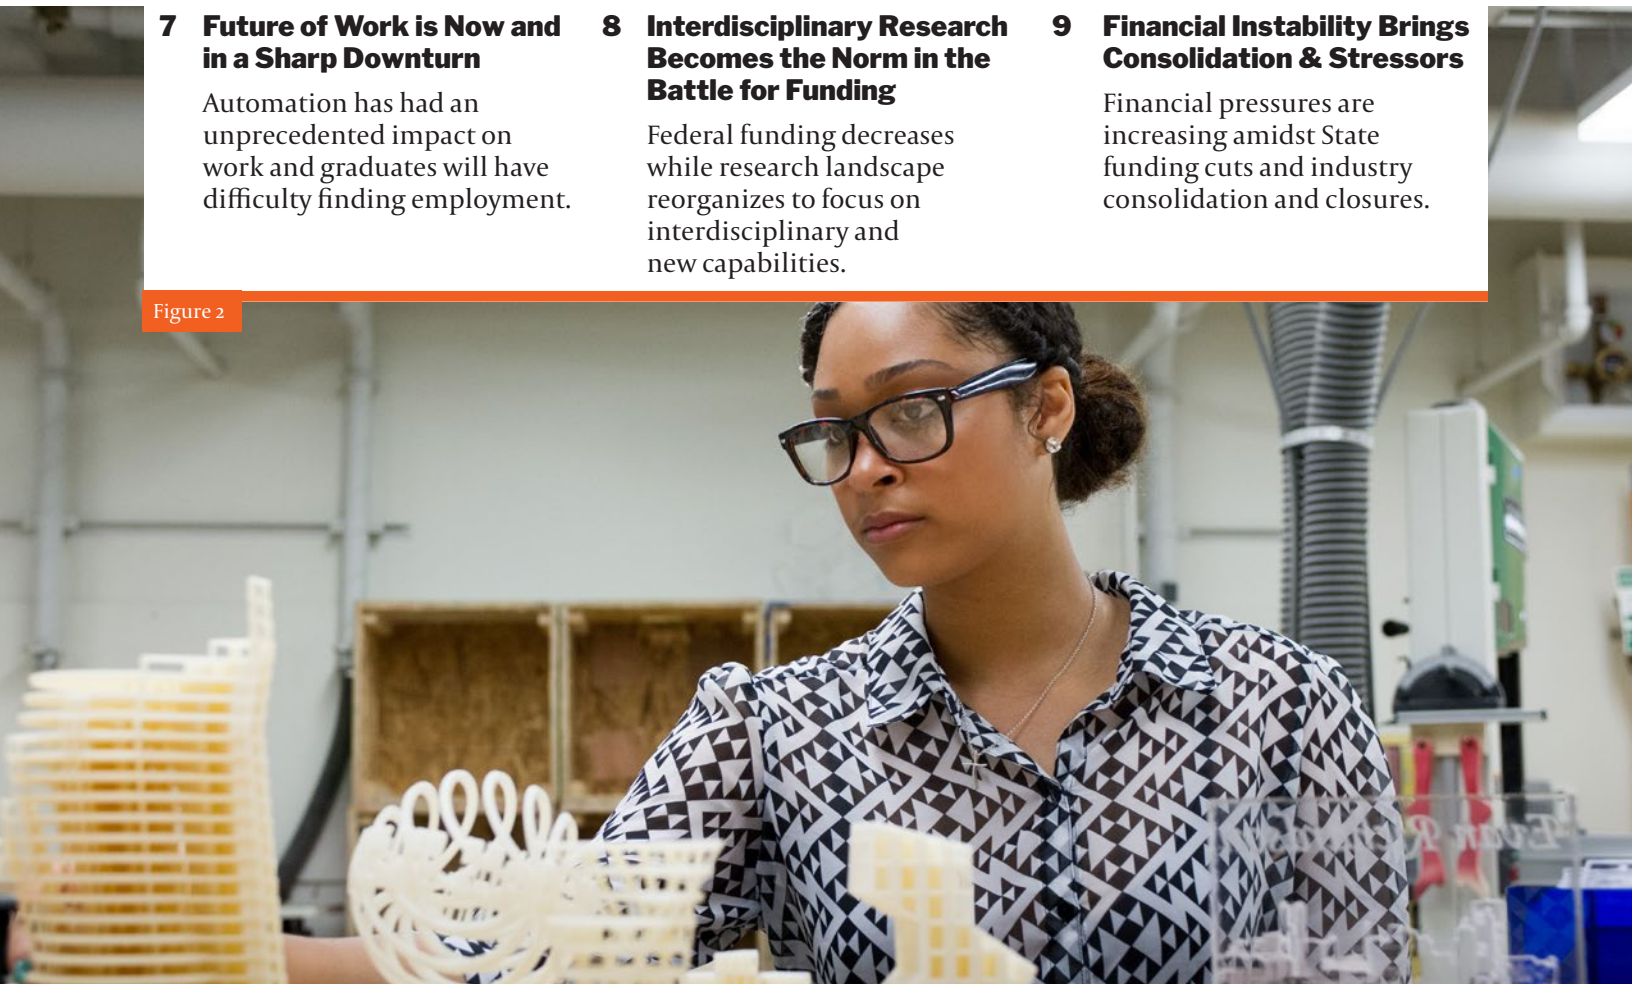 7 Future of Work is Now and
in a Sharp Downturn
Automation has had an
unprecedented impact on
work and graduates will have
difficulty finding employment.
8 Interdisciplinary Research
Becomes the Norm in the
Battle for Funding
Federal funding decreases
while research landscape
reorganizes to focus on
interdisciplinary and
new capabilities.
9 Financial Instability Brings
Consolidation & Stressors
Financial pressures are
increasing amidst State
funding cuts and industry
consolidation and closures.
Figure 2
Evan